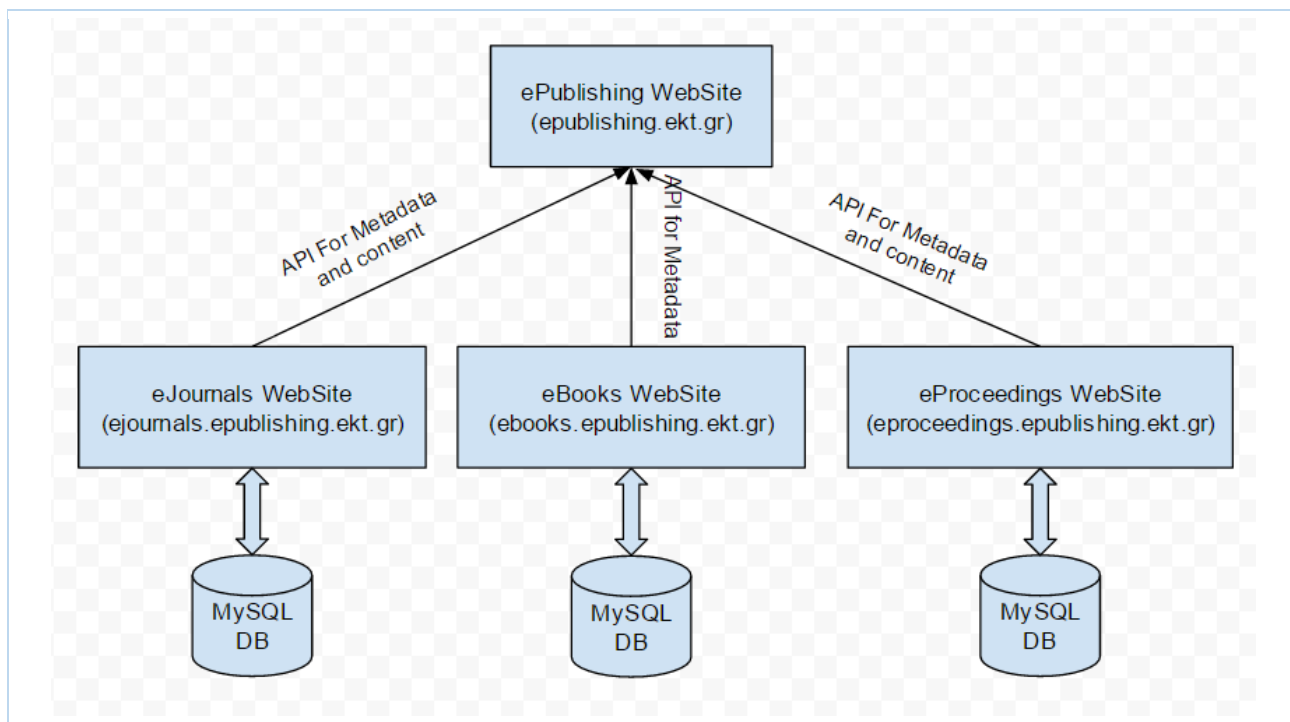 ePublishing WebSite
(epublishing.ekt.gr)
API For Metadata
and content
API for Metadata
API For Metadata
and content
eJournals WebSite
(ejournals.epublishing.ekt.gr)
eBooks WebSite
(ebooks.epublishing.ekt.gr)
eProceedings WebSite
(eproceedings.epublishing.ekt.gr)
MySQL
DB
MySQL
DB
MySQL
DB